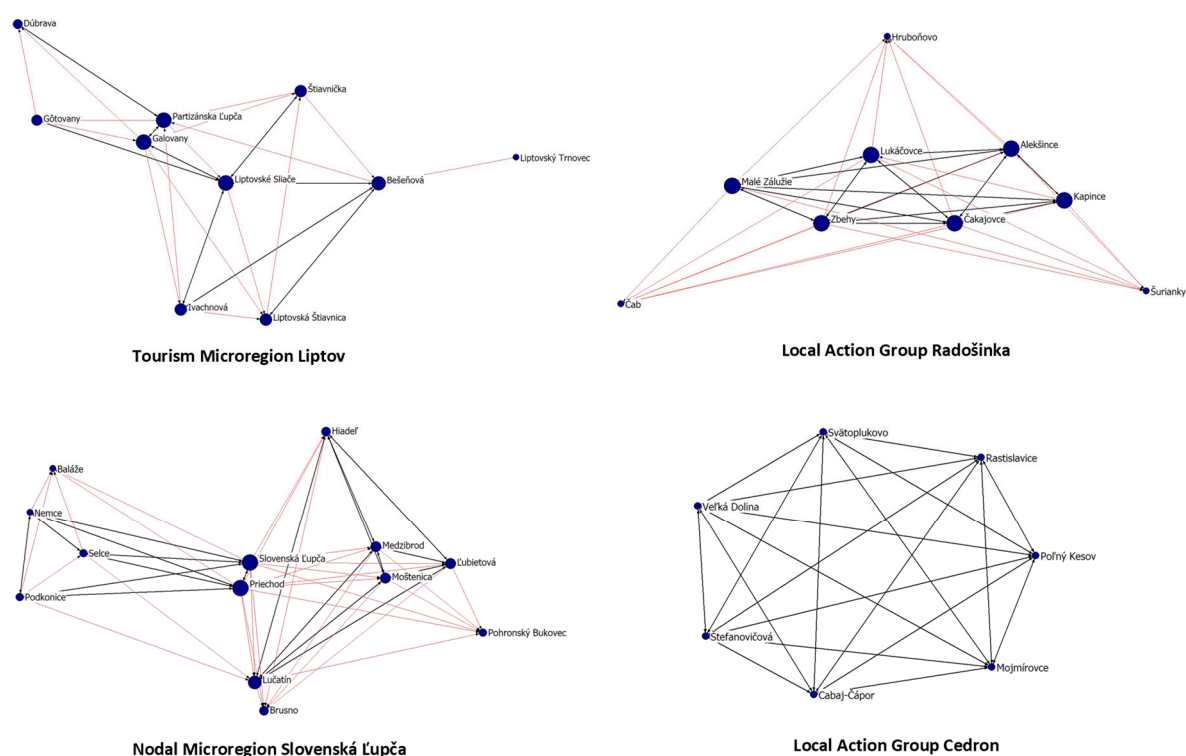 Dúbrava
Gôtovany
Partizánska Ľupča
Galovany
Štiavnička
Liptovské Sliače
Bešeňová
Liptovský Trnovec
Ivachnová
Liptovská Štiavnica
Tourism Microregion Liptov
Hruboňovo
Lukáčovce
Alekšince
Malé Zálužie
Kapince
Zbehy
Čakajovce
Čab
Šurianky
Local Action Group Radošinka
Hiadeľ
Baláže
Nemce
Selce
Slovenská Ľupča
Medzibrod
Ľubietová
Priechod
Moštenica
Podkonice
Pohronský Bukovec
Lučatín
Brusno
Nodal Microregion Slovenská Ľupča
Svätoplukovo
Rastislavice
Veľká Dolina
Poľný Kesov
Štefanovičová
Mojmírovce
Cabaj-Čápor
Local Action Group Cedron